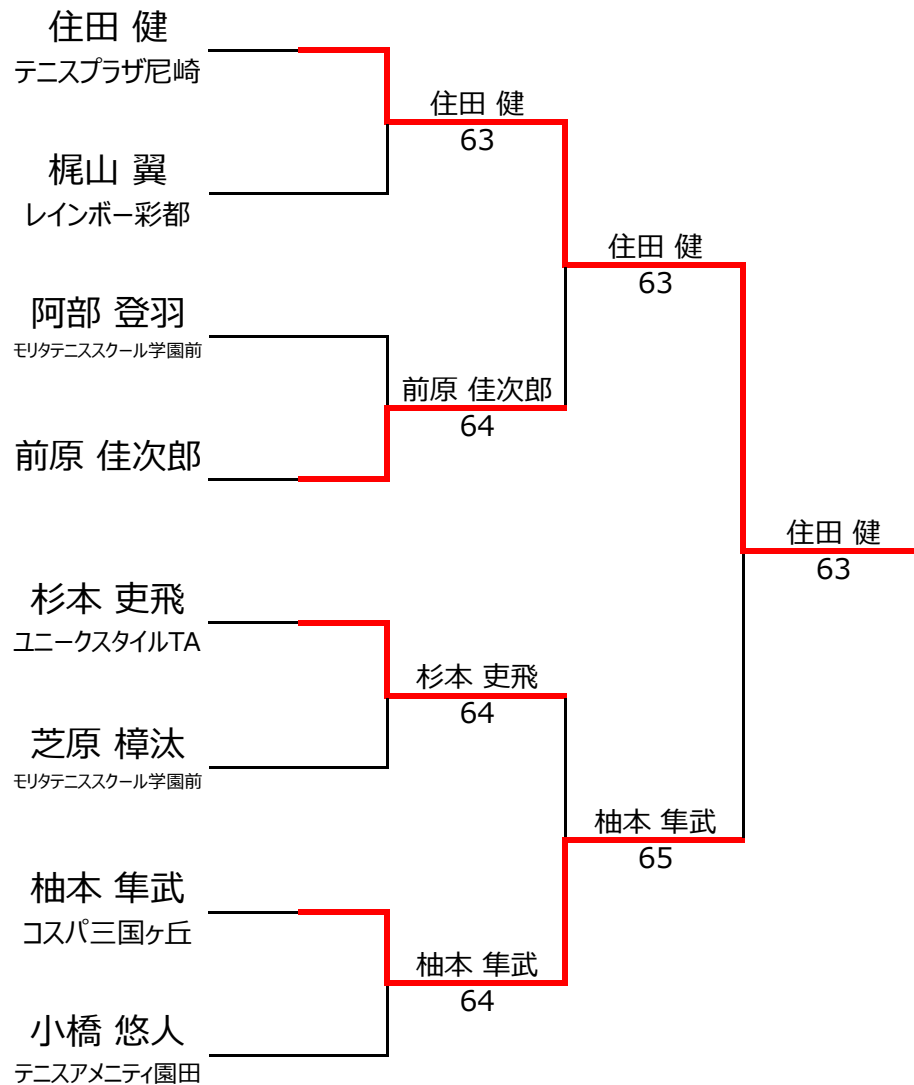 住田 健
テニスプラザ尼崎
住田 健
63
梶山 翼
レインボー彩都
住田 健
63
阿部 登羽
モリタテニススクール学園前
前原 佳次郎
64
前原 佳次郎
住田 健
63
杉本 吏飛
ユニークスタイルTA
杉本 吏飛
64
芝原 樟汰
モリタテニススクール学園前
柚本 隼武
65
柚本 隼武
コスパ三国ヶ丘
柚本 隼武
64
小橋 悠人
テニスアメニティ園田